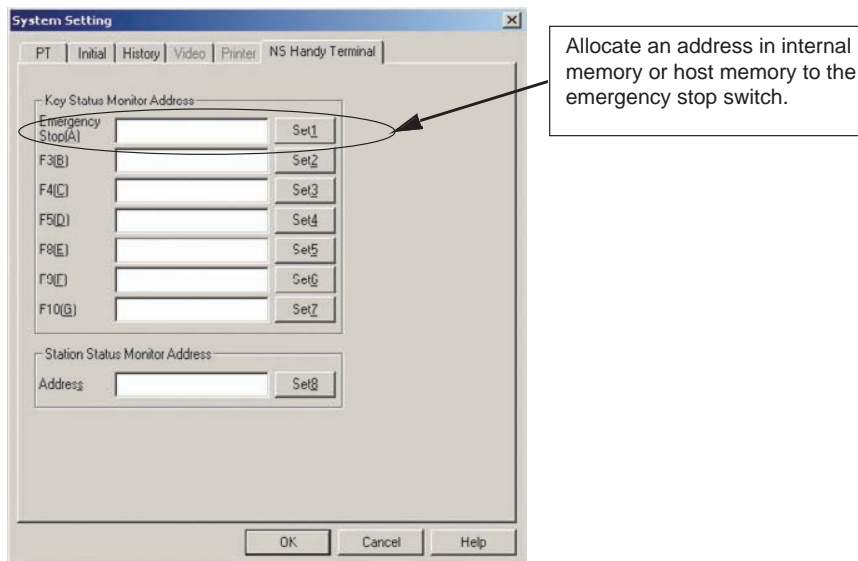 System Setting
PT Initial History Video Printer NS Handy Terminal
Key Status Monitor Address
Emergency
Stop(A) Set1
F3(B) Set2
F4(C) Set3
F5(D) Set4
F8(E) Set5
F9(F) Set6
F10(G) Set7
Station Status Monitor Address
Address Set8
OK Cancel Help
Allocate an address in internal
memory or host memory to the
emergency stop switch.